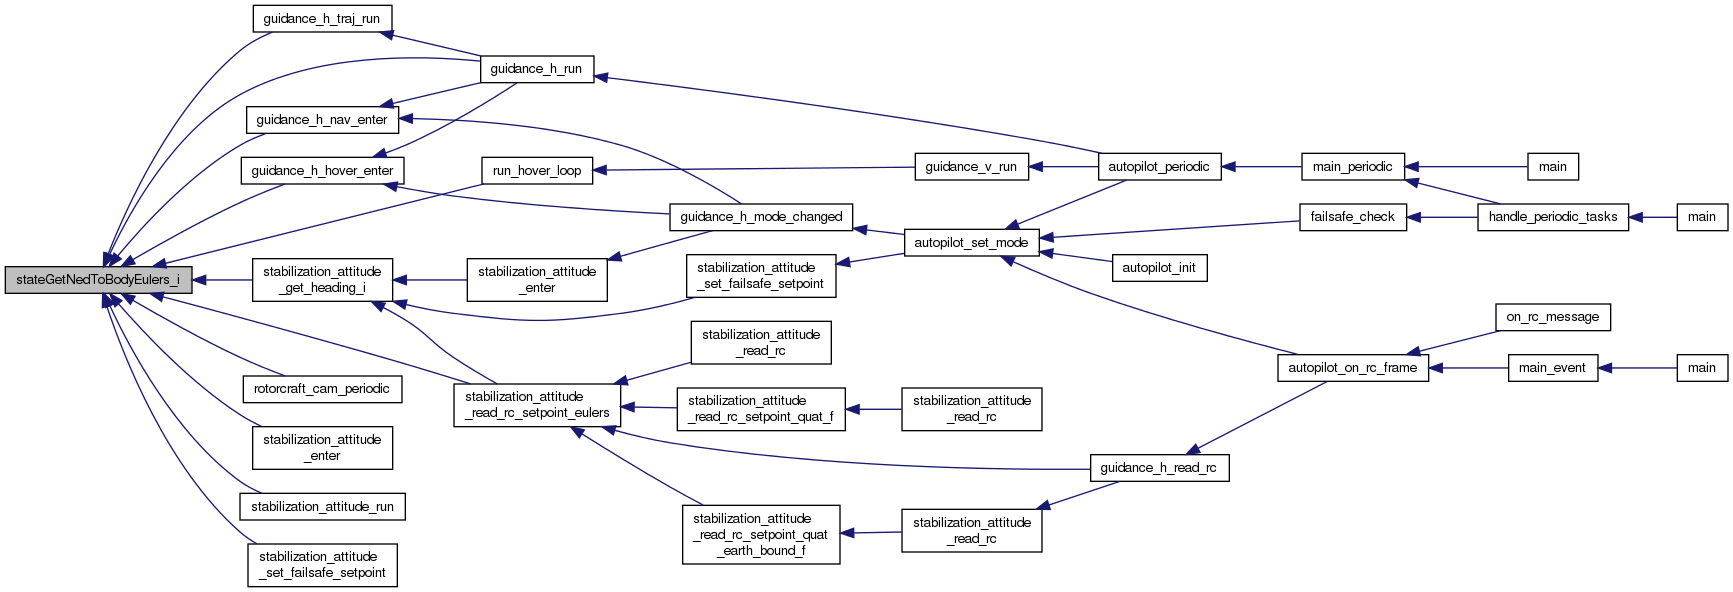 guidance_h_traj_run
guidance_h_run
guidance_h_nav_enter
guidance_h_hover_enter
run_hover_loop
guidance_v_run
autopilot_periodic
main_periodic
main
guidance_h_mode_changed
failsafe_check
handle_periodic_tasks
main
autopilot_set_mode
stateGetNedToBodyEulers_i
stabilization_attitude
_get_heading_i
stabilization_attitude
_enter
stabilization_attitude
_set_failsafe_setpoint
autopilot_init
on_rc_message
stabilization_attitude
_read_rc
autopilot_on_rc_frame
main_event
main
rotorcraft_cam_periodic
stabilization_attitude
_read_rc_setpoint_eulers
stabilization_attitude
_read_rc_setpoint_quat_f
stabilization_attitude
_read_rc
stabilization_attitude
_enter
guidance_h_read_rc
stabilization_attitude_run
stabilization_attitude
_read_rc_setpoint_quat
_earth_bound_f
stabilization_attitude
_read_rc
stabilization_attitude
_set_failsafe_setpoint